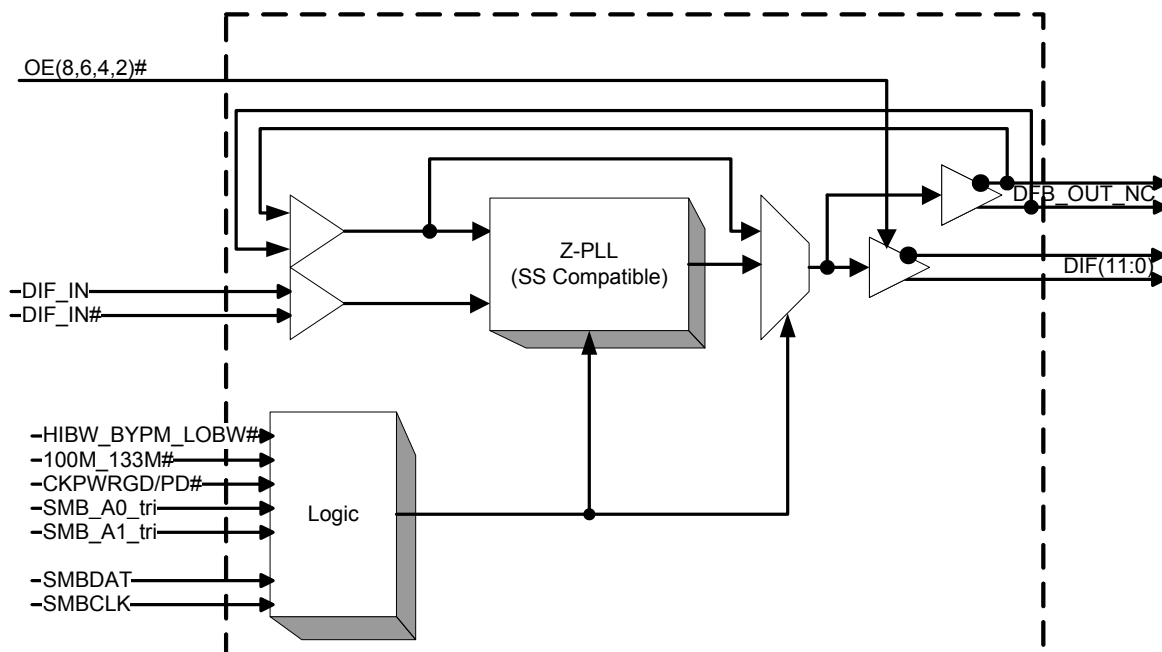 OE(8,6,4,2)#
DFB_OUT_NC
Z-PLL
(SS Compatible)
DIF(11:0)
DIF_IN
DIF_IN#
HIBW_BYPM_LOBW#
100M_133M#
CKPWRGD/PD#
SMB_A0_tri
Logic
SMB_A1_tri
SMBDAT
SMBCLK